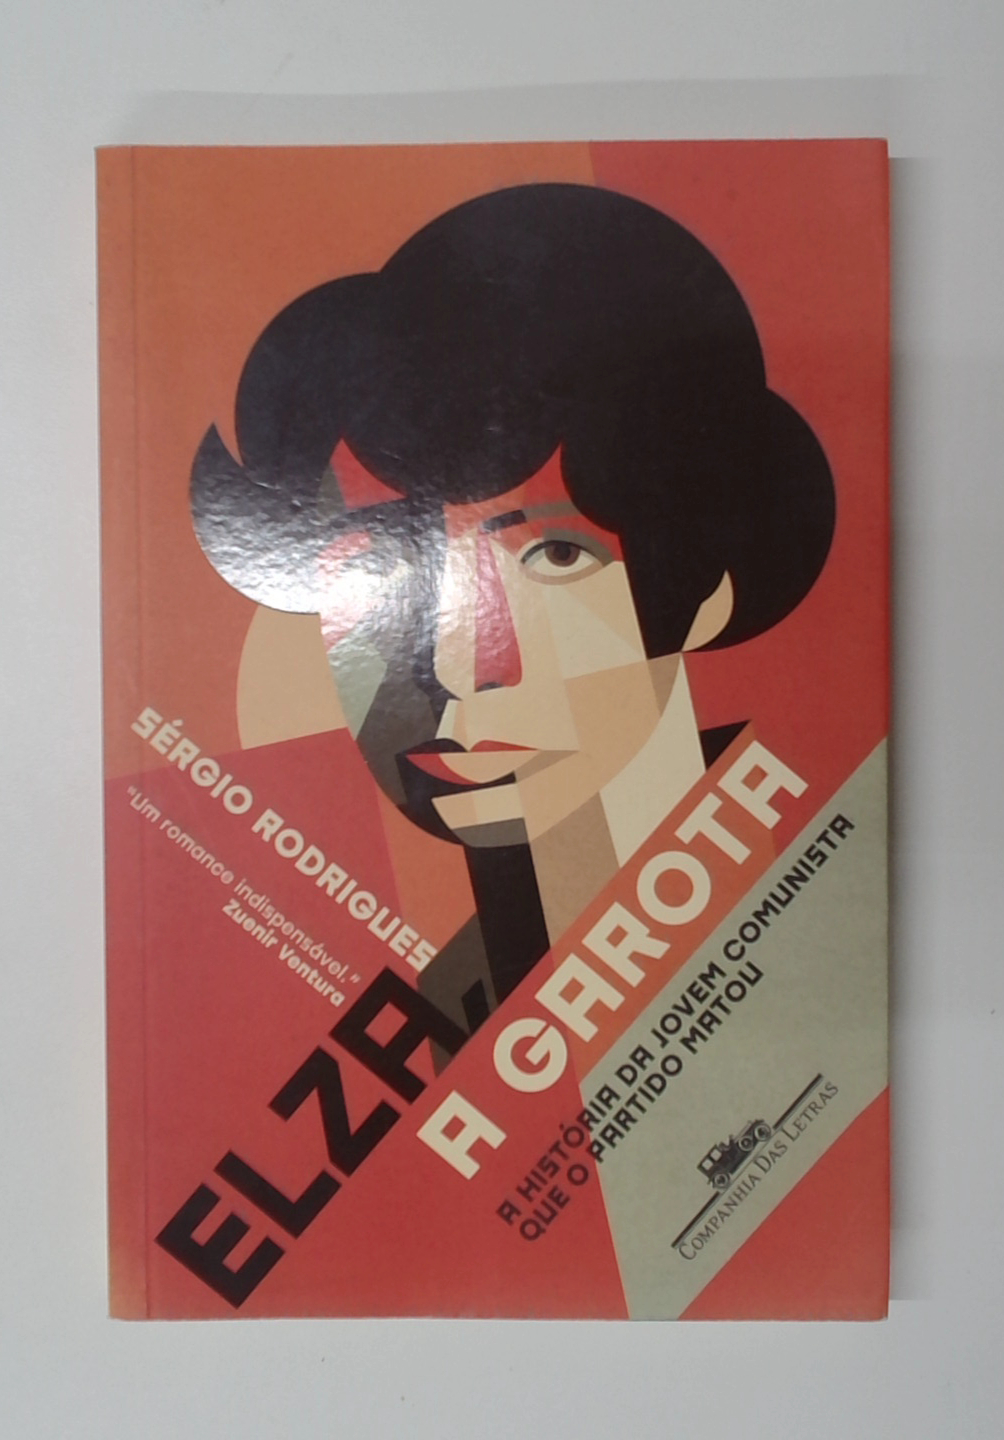 SÉRGIO RODRIGUES
"Um romance indispensável."
Zuenir Ventura
ELZA,
A GAROTA
A HISTÓRIA DA JOVEM COMUNISTA
QUE O PARTIDO MATOU
COMPANHIA DAS LETRAS